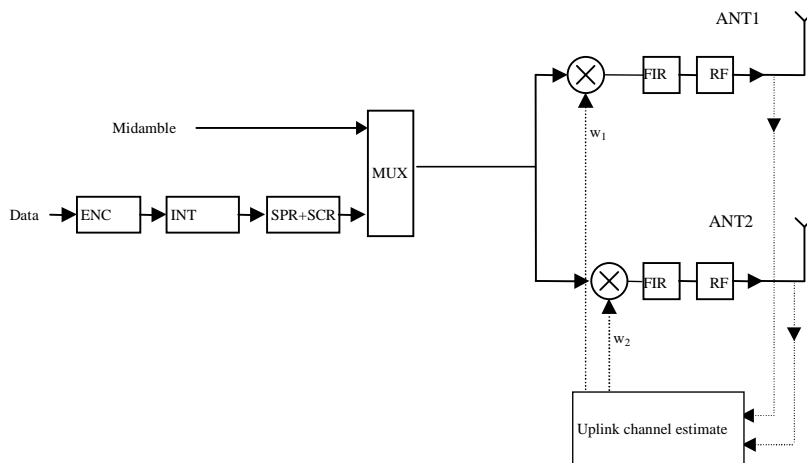 ANT1
FIR
RF
Midamble
w1
MUX
Data
ENC
INT
SPR+SCR
ANT2
FIR
RF
w2
Uplink channel estimate